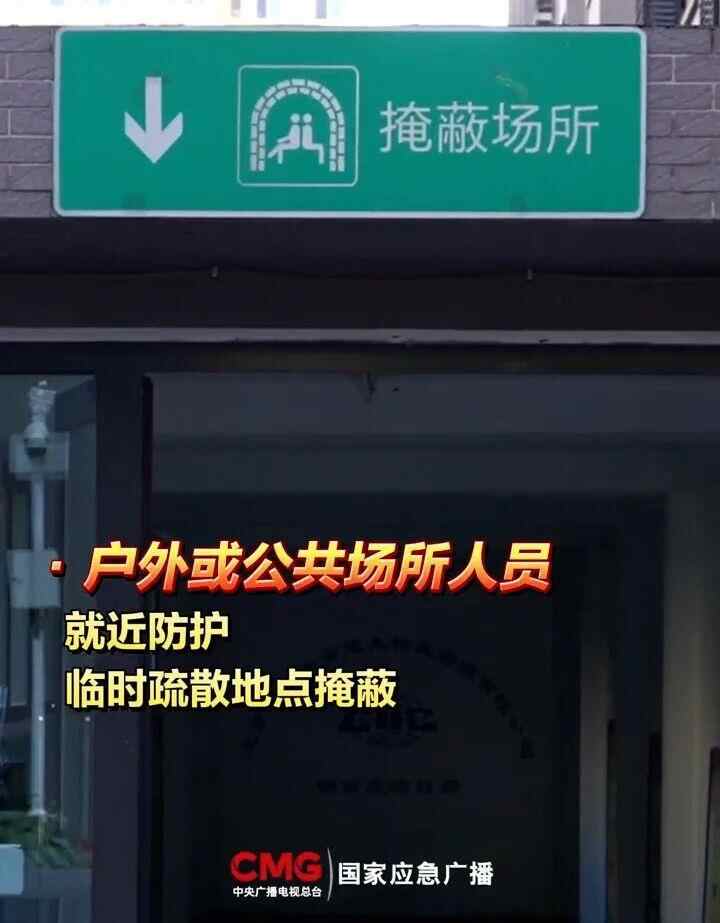 掩蔽场所
· 户外或公共场所人员
就近防护
临时疏散地点掩蔽
CMG
中央广播电视总台
国家应急广播